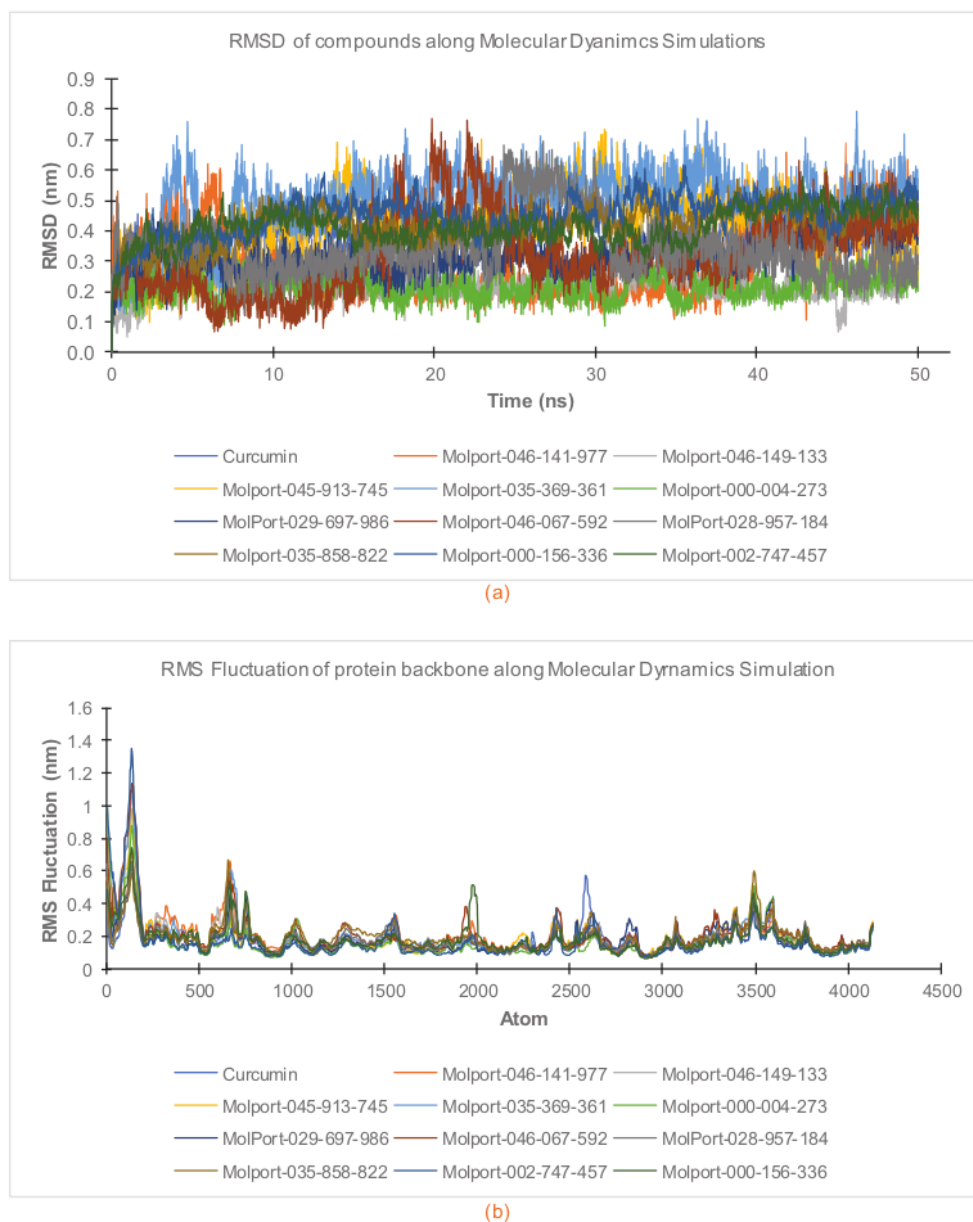 RMSD of compounds along Molecular Dyanimcs Simulations
0.9
0.8
0.7
0.6
0.5
0.4
0.3
0.2
0.1
0.0
RMSD (nm)
0 10 20 30 40 50
Time (ns)
Curcumin Molport-046-141-977 Molport-046-149-133
Molport-045-913-745 Molport-035-369-361 Molport-000-004-273
MolPort-029-697-986 Molport-046-067-592 MolPort-028-957-184
Molport-035-858-822 Molport-000-156-336 Molport-002-747-457
(a)
RMS Fluctuation of protein backbone along Molecular Dyrnamics Simulation
1.6
1.4
1.2
1
0.8
0.6
0.4
0.2
0
RMS Fluctuation (nm)
0 500 1000 1500 2000 2500 3000 3500 4000 4500
Atom
Curcumin Molport-046-141-977 Molport-046-149-133
Molport-045-913-745 Molport-035-369-361 Molport-000-004-273
MolPort-029-697-986 Molport-046-067-592 MolPort-028-957-184
Molport-035-858-822 Molport-002-747-457 Molport-000-156-336
(b)